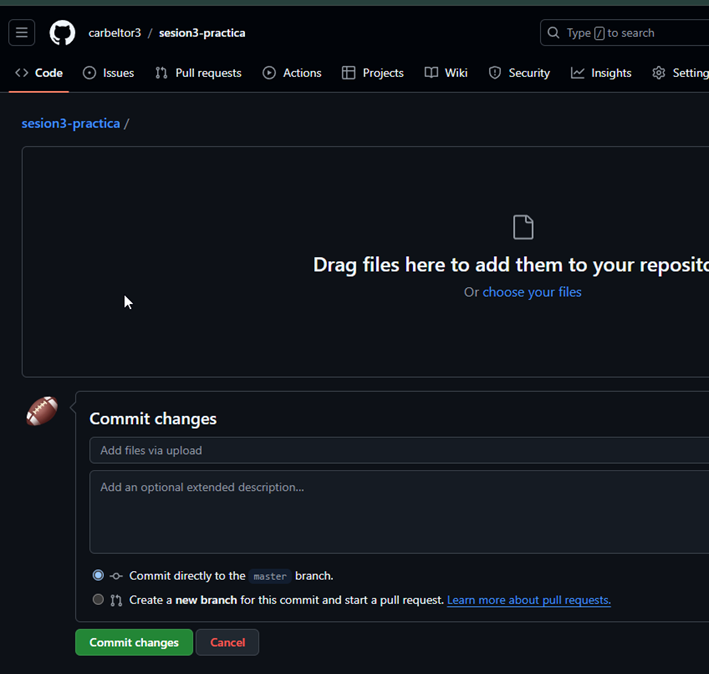 carbeltor3 / sesion3-practica
Type / to search
Code Issues Pull requests Actions Projects Wiki Security Insights Setting
sesion3-practica /
Drag files here to add them to your reposito
Or choose your files
Commit changes
Add files via upload
Add an optional extended description...
Commit directly to the master branch.
Create a new branch for this commit and start a pull request. Learn more about pull requests.
Commit changes Cancel